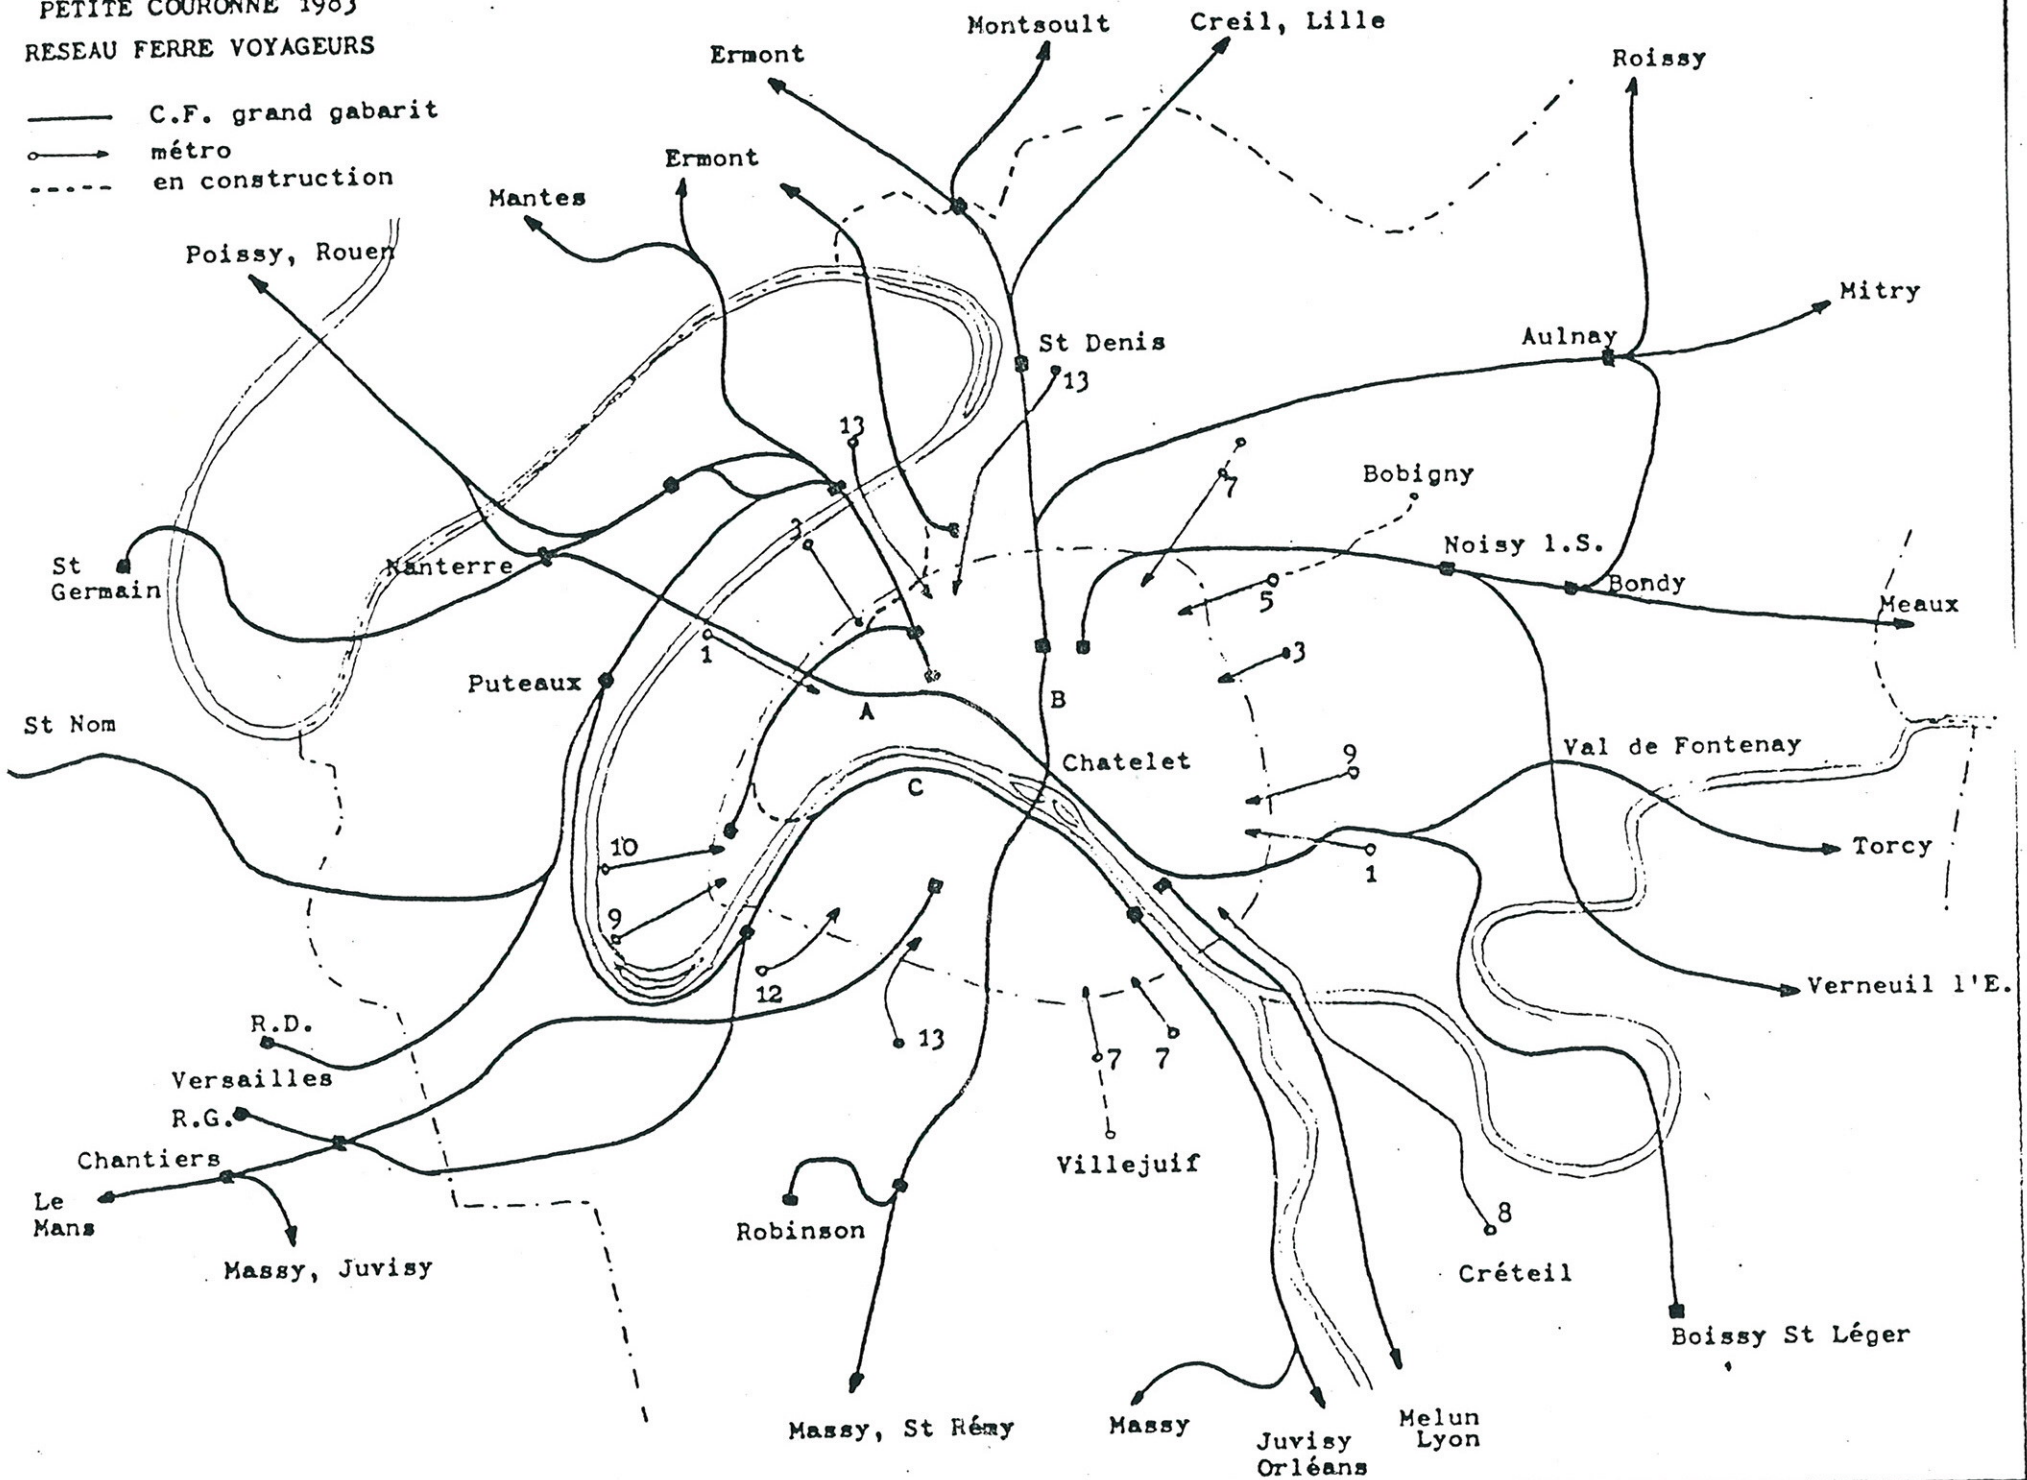 PETITE COURONNE 1983
RESEAU FERRE VOYAGEURS
C.F. grand gabarit
métro
en construction
Montsoult
Creil, Lille
Ermont
Roissy
Ermont
Mantes
Poissy, Rouen
Mitry
Aulnay
St Denis
13
13
7
Bobigny
3
Noisy l.S.
St
Germain
Nanterre
Bondy
5
Meaux
1
3
Puteaux
A
B
St Nom
Val de Fontenay
Chatelet
9
C
10
Torcy
1
9
12
Verneuil l'E.
R.D.
13
7
7
Versailles
R.G.
Chantiers
Villejuif
Le
Mans
Robinson
8
Massy, Juvisy
Créteil
Boissy St Léger
Massy, St Rémy
Massy
Melun
Lyon
Juvisy
Orléans